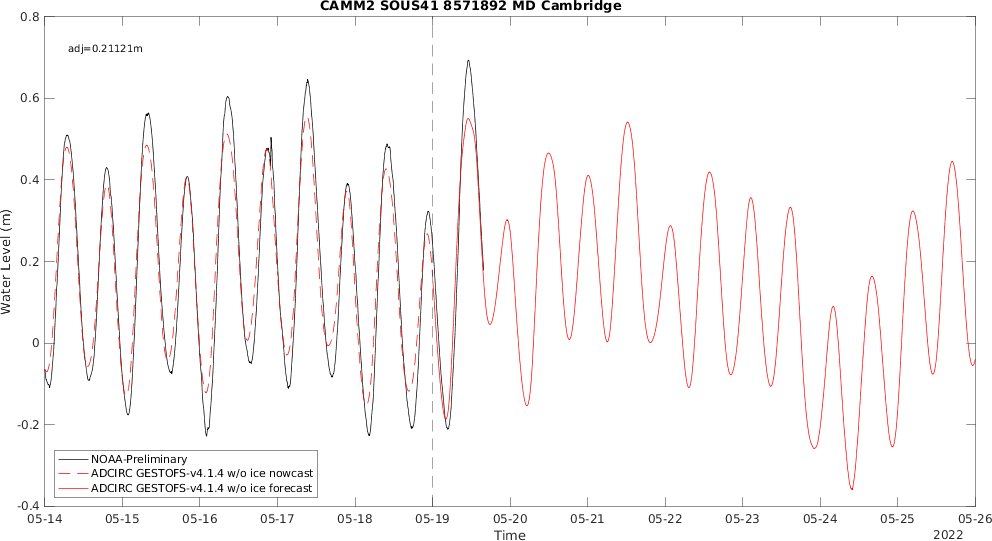 CAMM2 SOUS41 8571892 MD Cambridge
0.8
adj=0.21121m
0.6
0.4
0.2
0
-0.2
-0.4
Water Level (m)
NOAA-Preliminary
ADCIRC GESTOFS-v4.1.4 w/o ice nowcast
ADCIRC GESTOFS-v4.1.4 w/o ice forecast
05-14 05-15 05-16 05-17 05-18 05-19 05-20 05-21 05-22 05-23 05-24 05-25 05-26
Time
2022